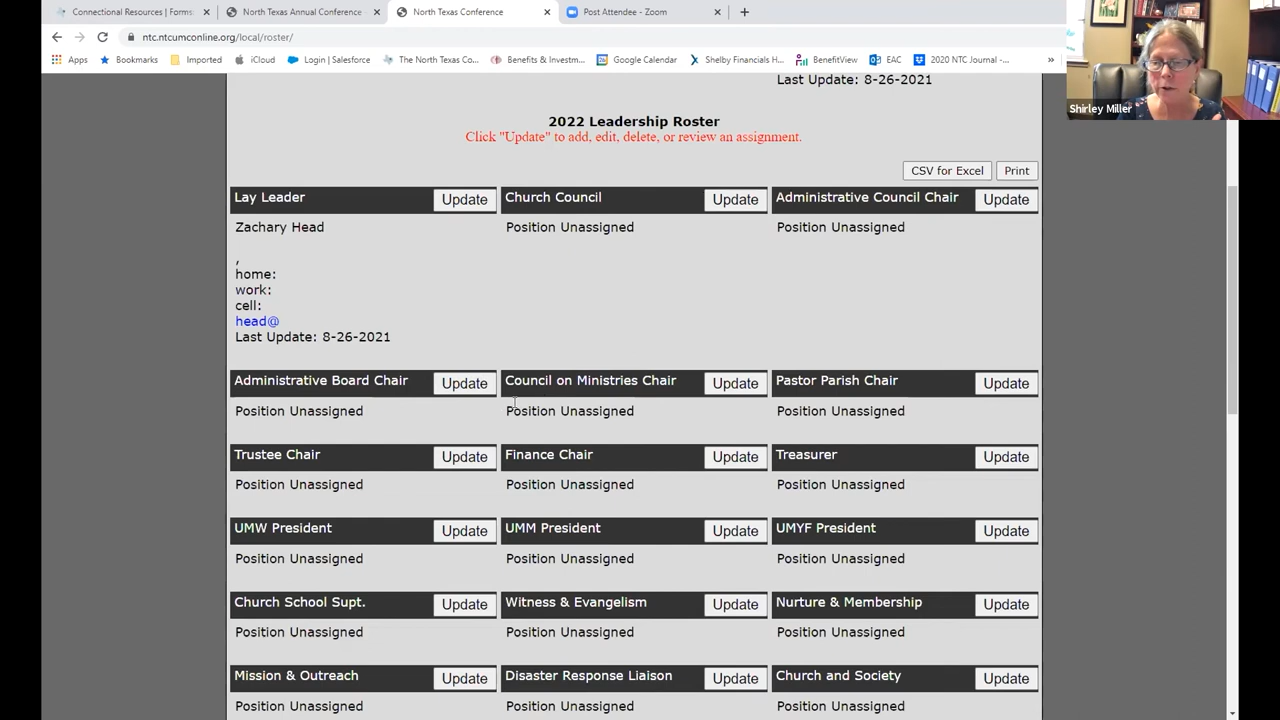 Connectional Resources | Forms
North Texas Annual Conference
North Texas Conference
Post Attendee - Zoom
ntc.ntcumconline.org/local/roster/
Apps
Bookmarks
Imported
iCloud
Login | Salesforce
The North Texas Co...
Benefits & Investm...
Google Calendar
Shelby Financials H...
BenefitView
EAC
2020 NTC Journal -...
»
Shirley Miller
Last Update: 8-26-2021
2022 Leadership Roster
Click "Update" to add, edit, delete, or review an assignment.
CSV for Excel Print
Lay Leader Update Church Council Update Administrative Council Chair Update
Zachary Head Position Unassigned Position Unassigned
,
home:
work:
cell:
head@
Last Update: 8-26-2021
Administrative Board Chair Update Council on Ministries Chair Update Pastor Parish Chair Update
Position Unassigned Position Unassigned Position Unassigned
Trustee Chair Update Finance Chair Update Treasurer Update
Position Unassigned Position Unassigned Position Unassigned
UMW President Update UMM President Update UMYF President Update
Position Unassigned Position Unassigned Position Unassigned
Church School Supt. Update Witness & Evangelism Update Nurture & Membership Update
Position Unassigned Position Unassigned Position Unassigned
Mission & Outreach Update Disaster Response Liaison Update Church and Society Update
Position Unassigned Position Unassigned Position Unassigned